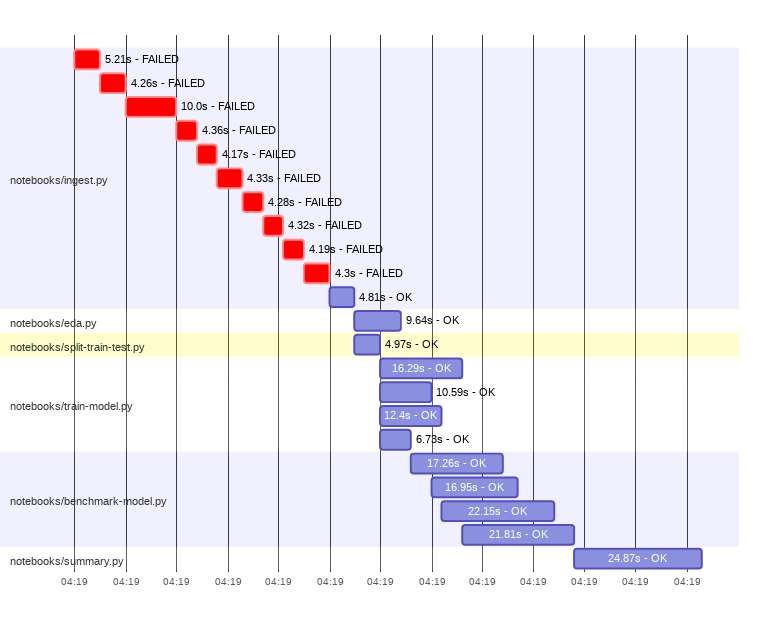 5.21s - FAILED
4.26s - FAILED
10.0s - FAILED
4.36s - FAILED
4.17s - FAILED
notebooks/ingest.py
4.33s - FAILED
4.28s - FAILED
4.32s - FAILED
4.19s - FAILED
4.3s - FAILED
4.81s - OK
notebooks/eda.py
9.64s - OK
notebooks/split-train-test.py
4.97s - OK
16.29s - OK
10.59s - OK
notebooks/train-model.py
12.4s - OK
6.73s - OK
17.26s - OK
16.95s - OK
notebooks/benchmark-model.py
22.15s - OK
21.81s - OK
notebooks/summary.py
24.87s - OK
04:19 04:19 04:19 04:19 04:19 04:19 04:19 04:19 04:19 04:19 04:19 04:19 04:19